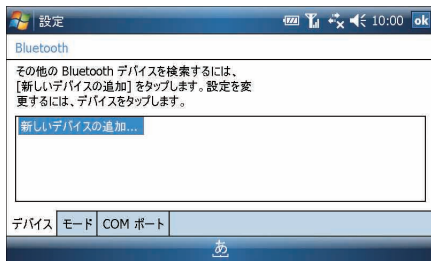 設定 10:00 ok
Bluetooth
その他の Bluetooth デバイスを検索するには、
[新しいデバイスの追加] をタップします。設定を変
更するには、デバイスをタップします。
新しいデバイスの追加...
デバイス モード COM ポート
あ